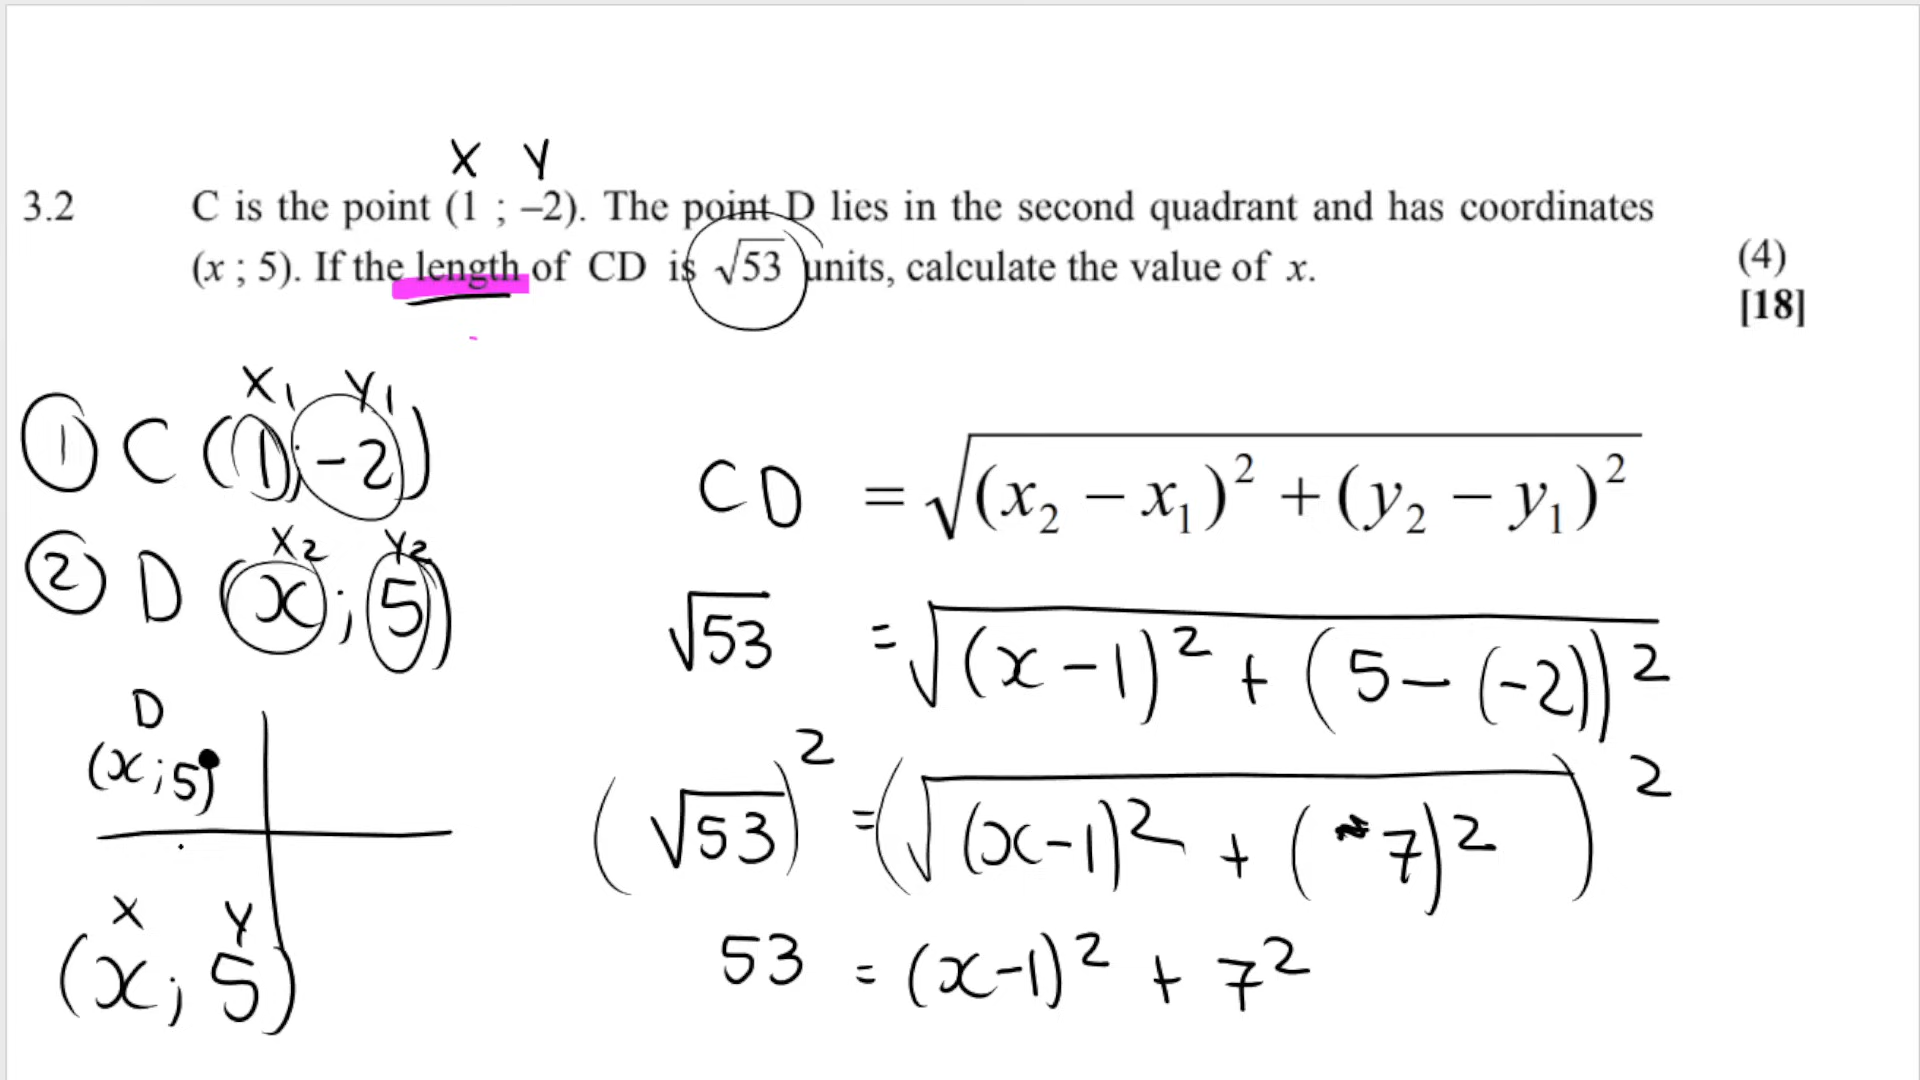 X Y
3.2 C is the point (1 ; –2). The point D lies in the second quadrant and has coordinates
(x ; 5). If the length of CD is √53 units, calculate the value of x. (4)
[18]
X₁ Y₁
① C (1; -2)
X₂ Y₂
② D (x; 5)
D
(x;5)
X Y
(x; 5)
CD = √((x₂ – x₁)² + (y₂ – y₁)²)
√53 = √((x-1)² + (5-(-2))²)
(√53)² = (√((x-1)² + (7)²))²
53 = (x-1)² + 7²